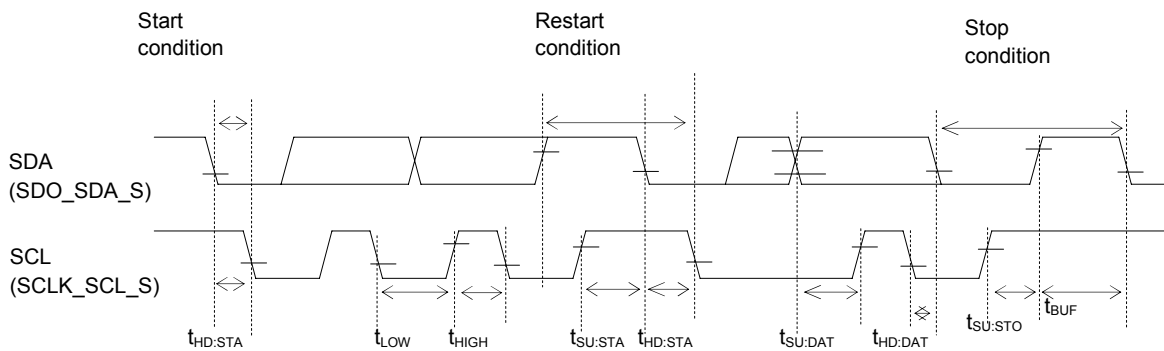 Start
condition
Restart
condition
Stop
condition
SDA
(SDO_SDA_S)
SCL
(SCLK_SCL_S)
tHD:STA
tLOW
tHIGH
tSU:STA
tHD:STA
tSU:DAT
tHD:DAT
tSU:STO
tBUF